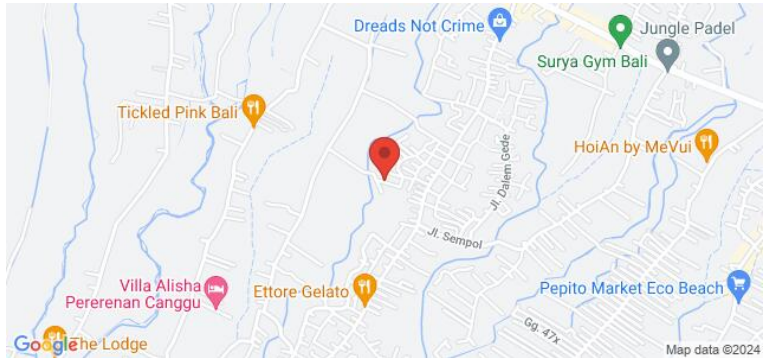 Dreads Not Crime
Jungle Padel
Surya Gym Bali
Tickled Pink Bali
HoiAn by MeVui
Jl. Dalem Gede
Jl. Sempol
Villa Alisha
Pererenan Canggu
Ettore Gelato
Pepito Market Eco Beach
Gg. 47x
The Lodge
Google
Map data ©2024